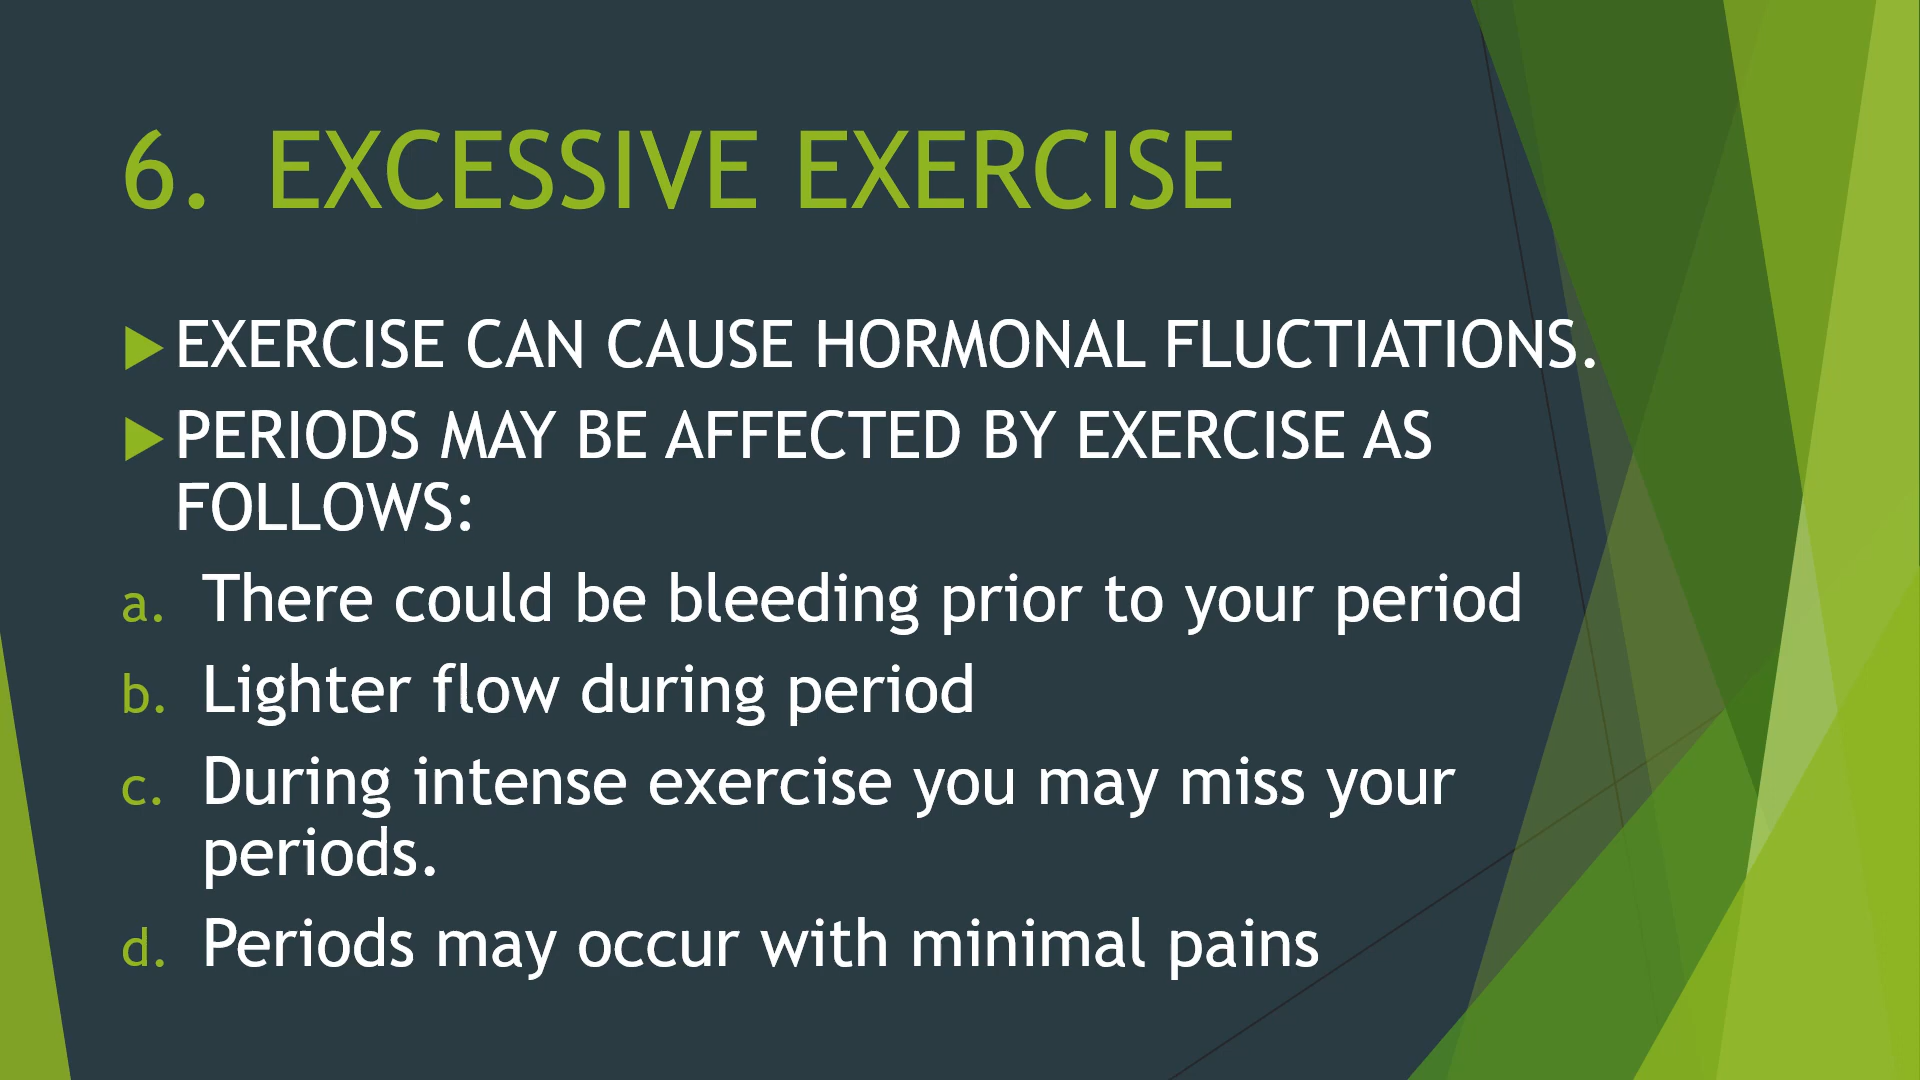 6. EXCESSIVE EXERCISE
EXERCISE CAN CAUSE HORMONAL FLUCTIATIONS.
PERIODS MAY BE AFFECTED BY EXERCISE AS
FOLLOWS:
a. There could be bleeding prior to your period
b. Lighter flow during period
c. During intense exercise you may miss your
periods.
d. Periods may occur with minimal pains